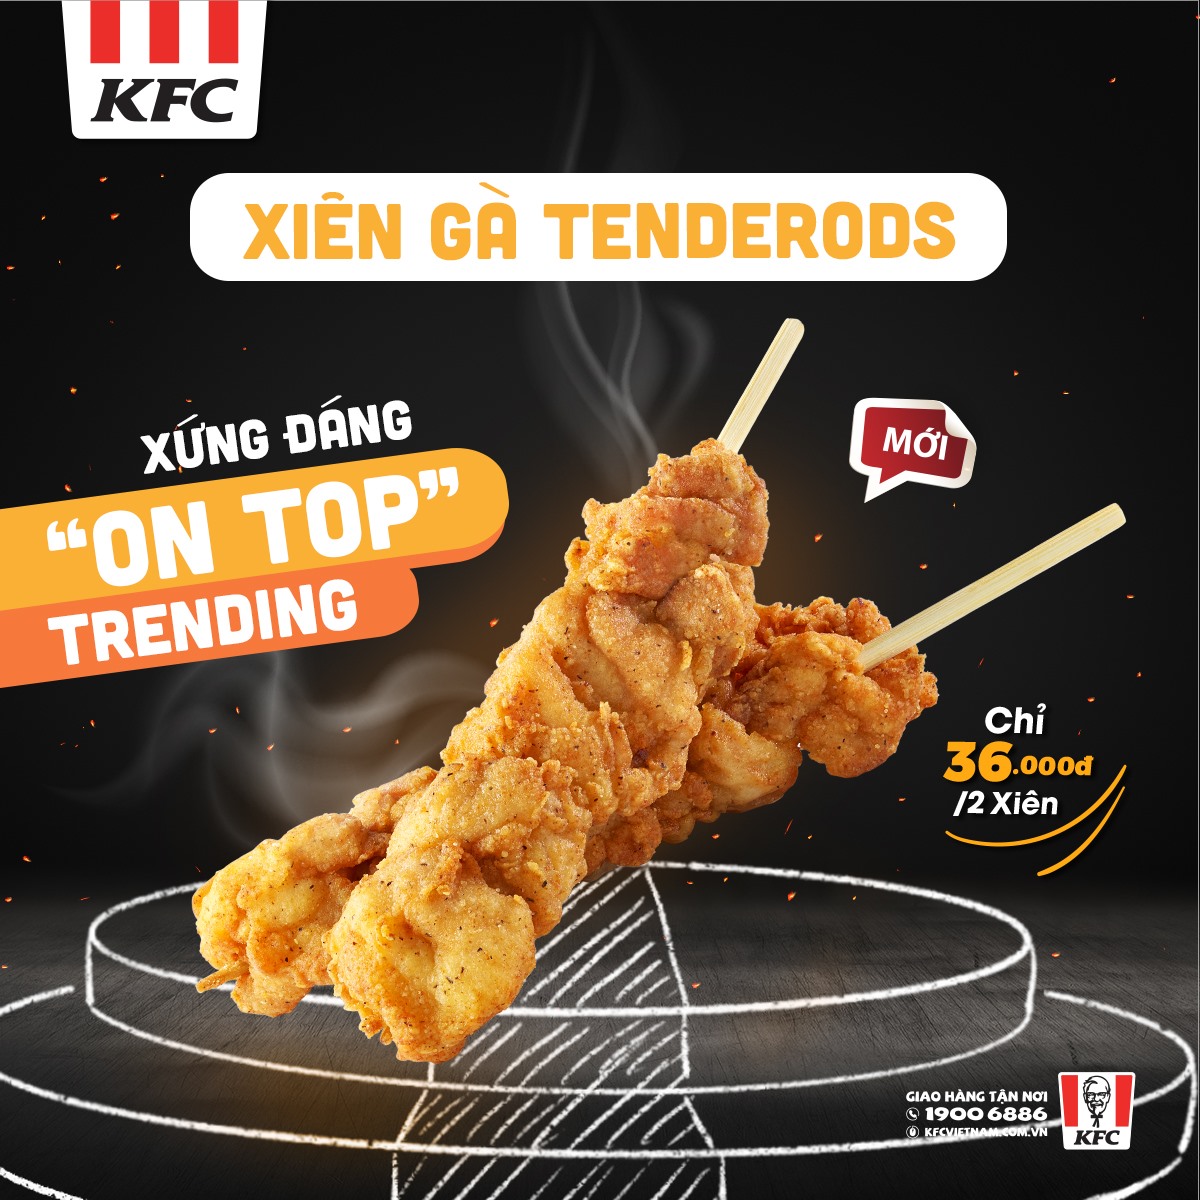 KFC
XIÊN GÀ TENDERODS
XỨNG ĐÁNG
“ON TOP”
TRENDING
MỚI
Chỉ
36.000đ
/2 Xiên
GIAO HÀNG TẬN NƠI
1900 6886
KFCVIETNAM.COM.VN
KFC